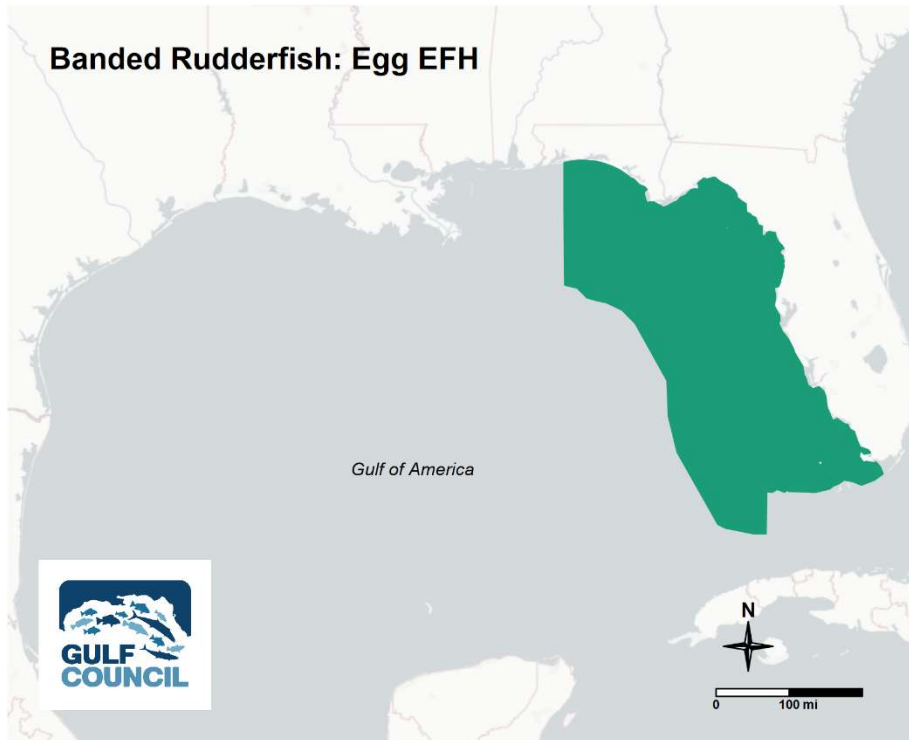 Banded Rudderfish: Egg EFH
Gulf of America
GULF
COUNCIL
N
0 100 mi